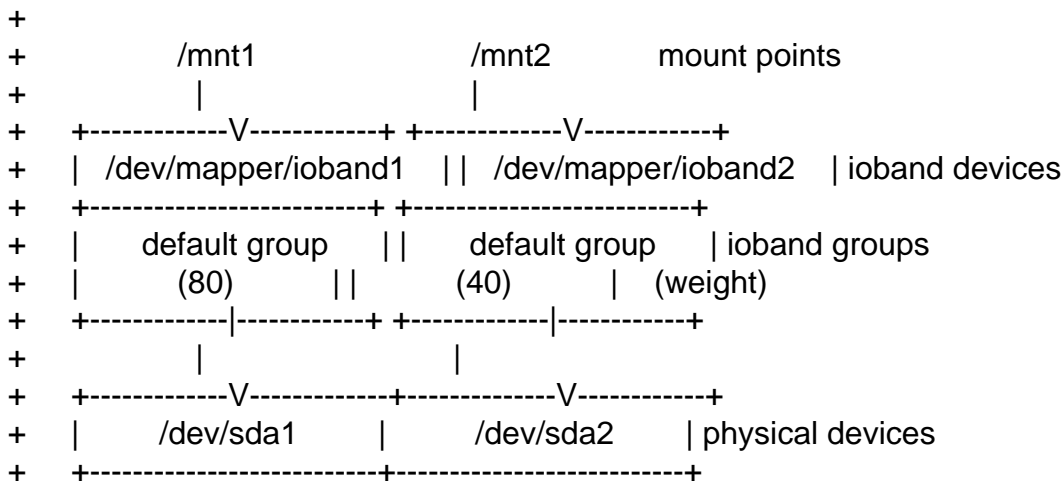 +
+ /mnt1 /mnt2 mount points
+ | |
+ +-------------V------------+ +-------------V------------+
+ | /dev/mapper/ioband1 | | /dev/mapper/ioband2 | ioband devices
+ +--------------------------+ +--------------------------+
+ | default group | | default group | ioband groups
+ | (80) | | (40) | (weight)
+ +-------------|------------+ +-------------|------------+
+ | |
+ +-------------V-------------+--------------V------------+
+ | /dev/sda1 | /dev/sda2 | physical devices
+ +---------------------------+---------------------------+